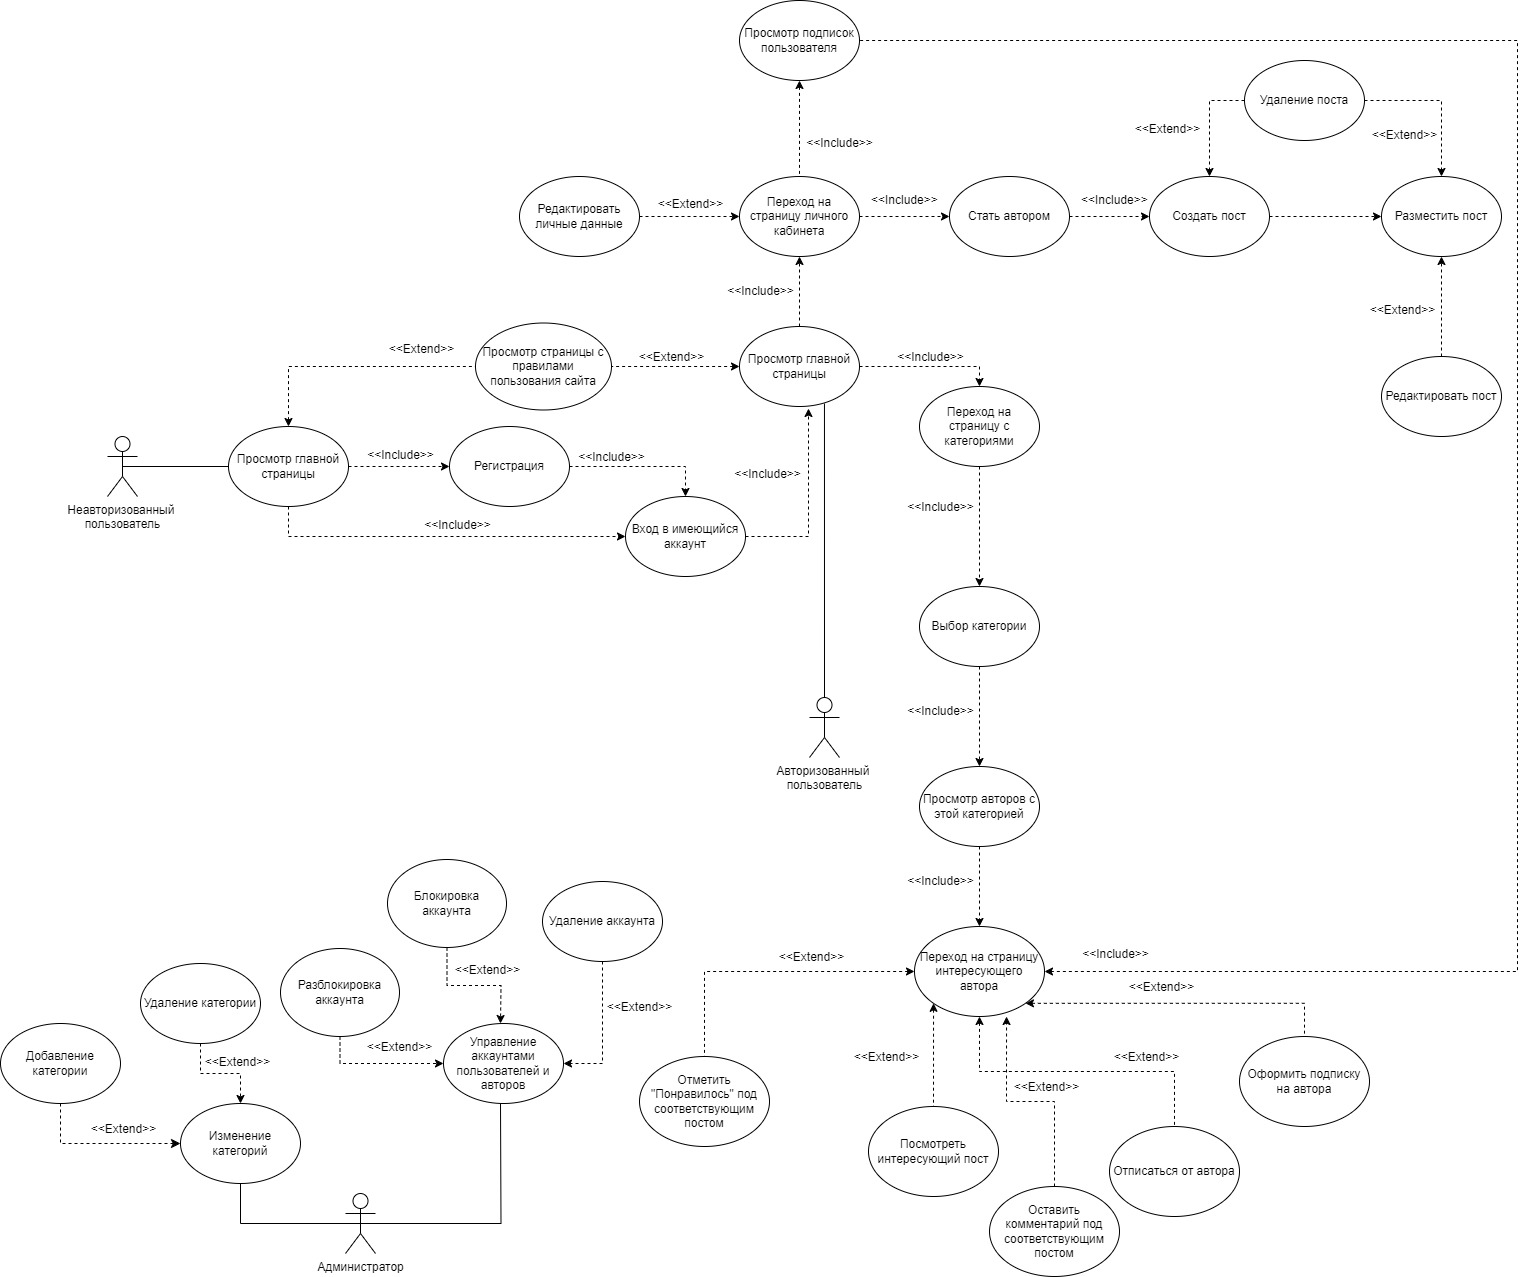 Просмотр подписок
пользователя
Удаление поста
<<Extend>>
<<Extend>>
<<Include>>
Редактировать
личные данные
<<Extend>>
Переход на
страницу личного
кабинета
<<Include>>
Стать автором
<<Include>>
Создать пост
Разместить пост
<<Include>>
<<Extend>>
Редактировать пост
<<Extend>>
Просмотр страницы с
правилами
пользования сайта
<<Extend>>
Просмотр главной
страницы
<<Include>>
Переход на
страницу с
категориями
Неавторизованный
пользователь
Просмотр главной
страницы
<<Include>>
Регистрация
<<Include>>
<<Include>>
<<Include>>
Вход в имеющийся
аккаунт
<<Include>>
Выбор категории
<<Include>>
Авторизованный
пользователь
Просмотр авторов с
этой категорией
<<Include>>
Блокировка
аккаунта
Удаление аккаунта
<<Extend>>
<<Extend>>
Разблокировка
аккаунта
<<Extend>>
Управление
аккаунтами
пользователей и
авторов
Удаление категории
<<Extend>>
Добавление
категории
<<Extend>>
Изменение
категорий
Администратор
<<Extend>>
Переход на страницу
интересующего
автора
<<Include>>
<<Extend>>
<<Extend>>
<<Extend>>
<<Extend>>
Отметить
"Понравилось" под
соответствующим
постом
Посмотреть
интересующий пост
Оставить
комментарий под
соответствующим
постом
Отписаться от автора
Оформить подписку
на автора